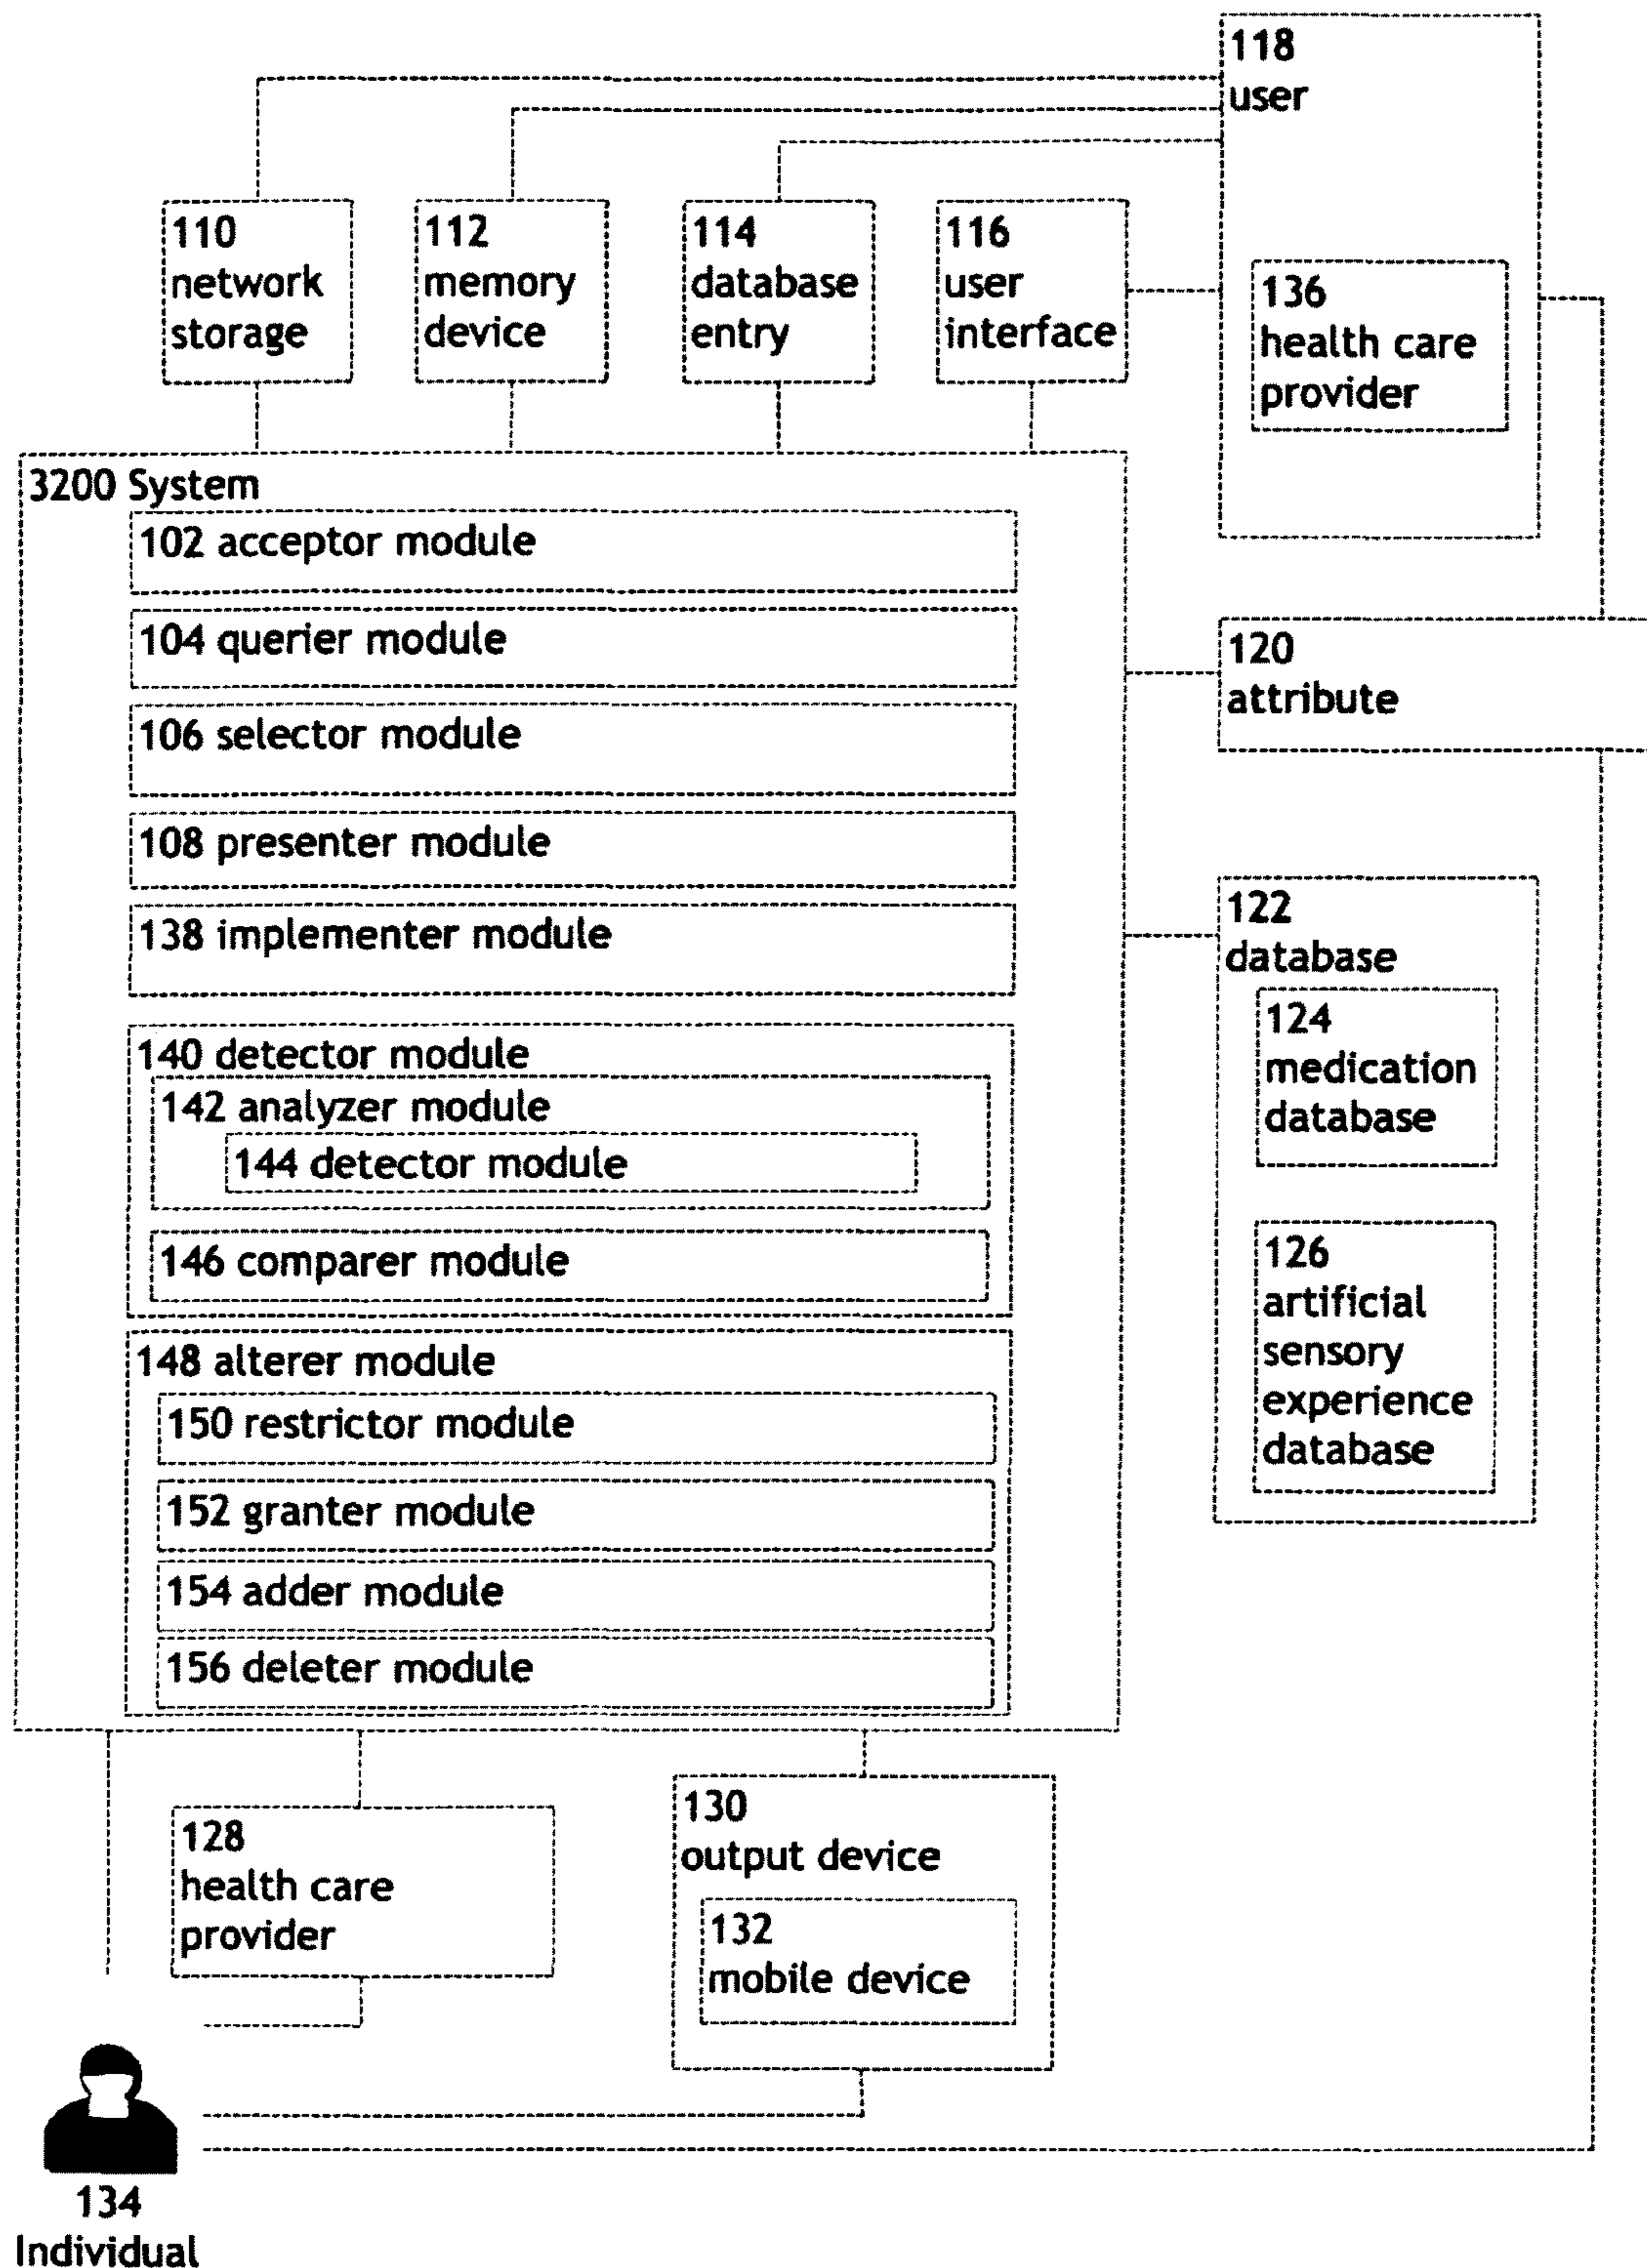 118
user
110
network
storage
112
memory
device
114
database
entry
116
user
interface
136
health care
provider
3200 System
102 acceptor module
104 querier module
106 selector module
108 presenter module
138 implementer module
140 detector module
142 analyzer module
144 detector module
146 comparer module
148 alterer module
150 restrictor module
152 granter module
154 adder module
156 deleter module
120
attribute
122
database
124
medication
database
126
artificial
sensory
experience
database
128
health care
provider
130
output device
132
mobile device
134
Individual